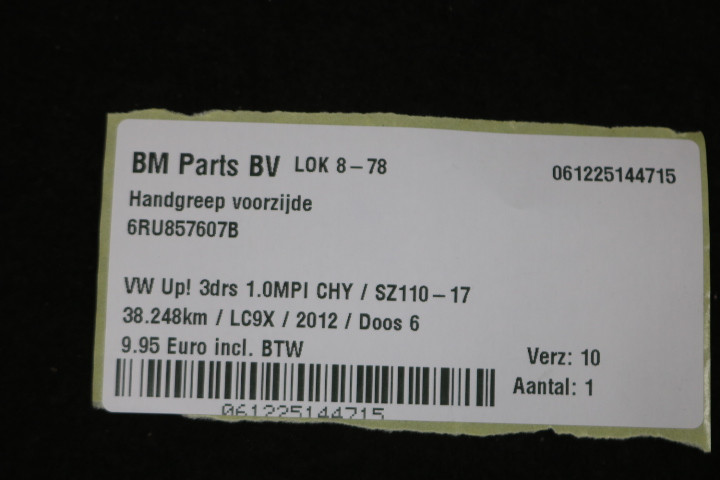 BM Parts BV LOK 8-78 061225144715
Handgreep voorzijde
6RU857607B
VW Up! 3drs 1.0MPI CHY / SZ110-17
38.248km / LC9X / 2012 / Doos 6
9.95 Euro incl. BTW
Verz: 10
Aantal: 1
061225144715